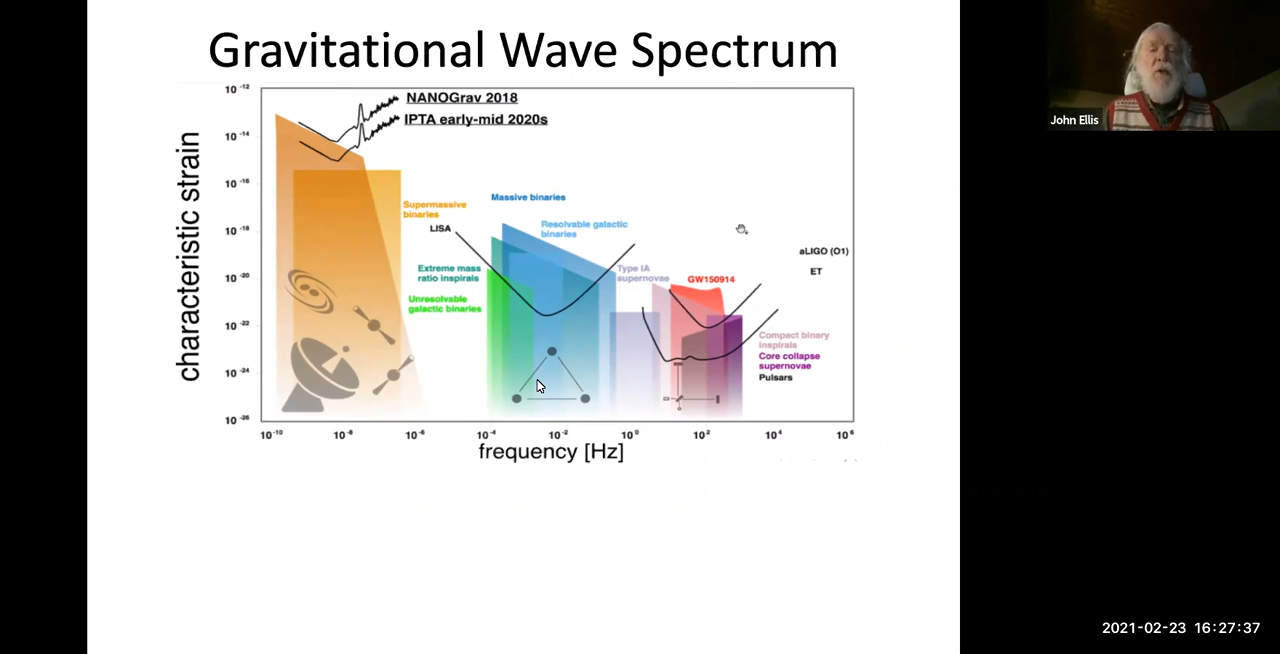 Gravitational Wave Spectrum
John Ellis
characteristic strain
10 -12
10 -14
10 -16
10 -18
10 -20
10 -22
10 -24
10 -26
NANOGrav 2018
IPTA early-mid 2020s
Supermassive
binaries
LISA
Massive binaries
Resolvable galactic
binaries
Extreme mass
ratio inspirals
Unresolvable
galactic binaries
Type IA
supernovae
GW150914
aLIGO (O1)
ET
Compact binary
inspirals
Core collapse
supernovae
Pulsars
10 -10
10 -8
10 -6
10 -4
10 -2
10 0
10 2
10 4
10 6
frequency [Hz]
2021-02-23 16:27:37